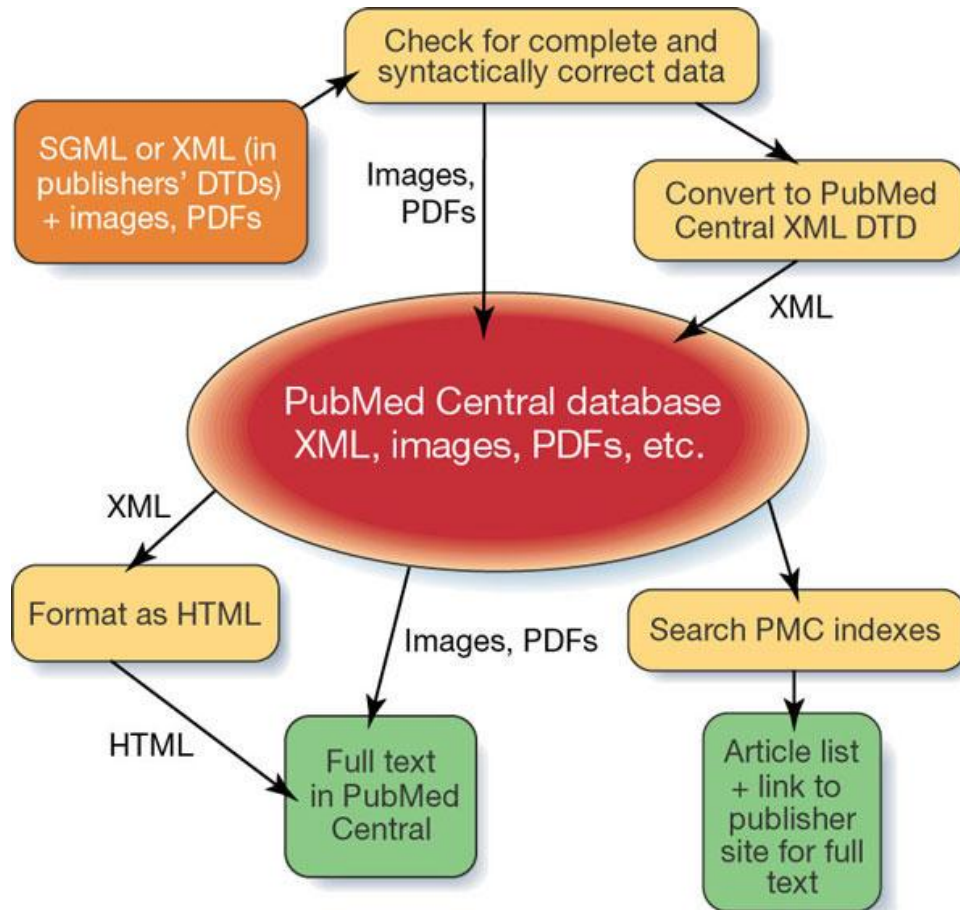 Check for complete and
syntactically correct data
SGML or XML (in
publishers' DTDs)
+ images, PDFs
Images,
PDFs
Convert to PubMed
Central XML DTD
XML
PubMed Central database
XML, images, PDFs, etc.
XML
Format as HTML
Images, PDFs
Search PMC indexes
HTML
Full text
in PubMed
Central
Article list
+ link to
publisher
site for full
text